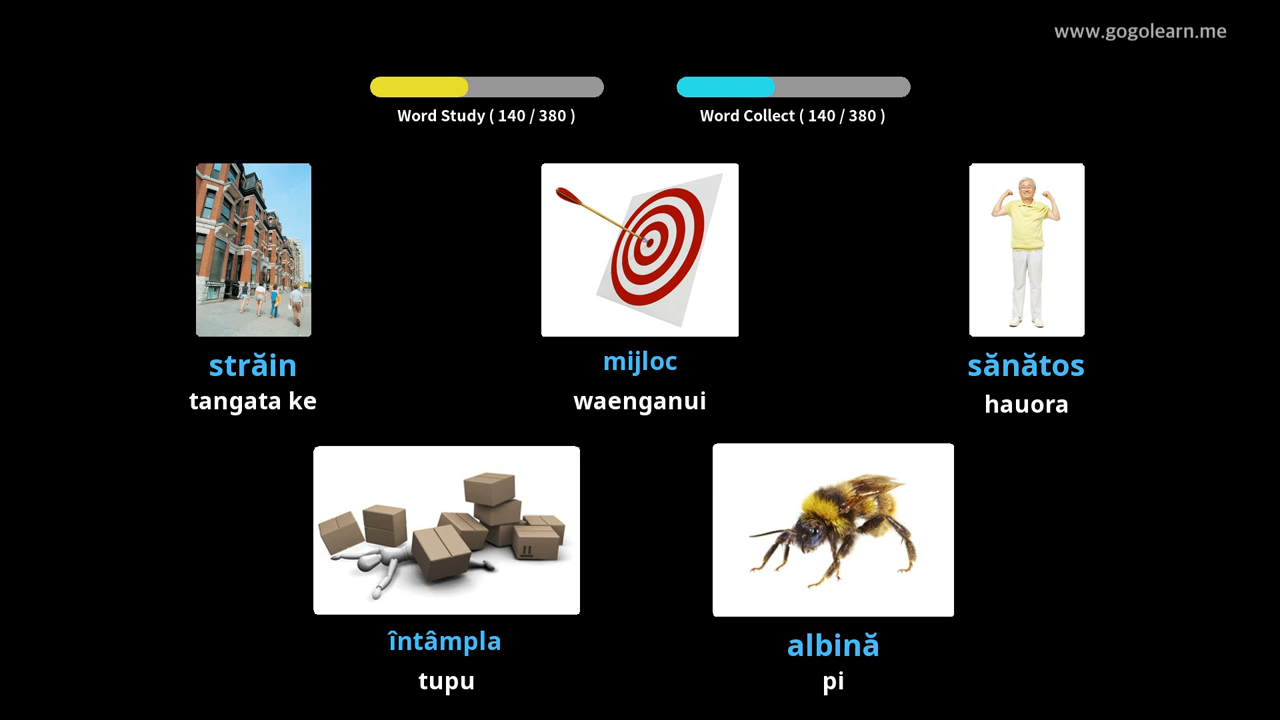 www.gogolearn.me
Word Study ( 140 / 380 )
Word Collect ( 140 / 380 )
străin
tangata ke
mijloc
waenganui
sănătos
hauora
întâmpla
tupu
albină
pi